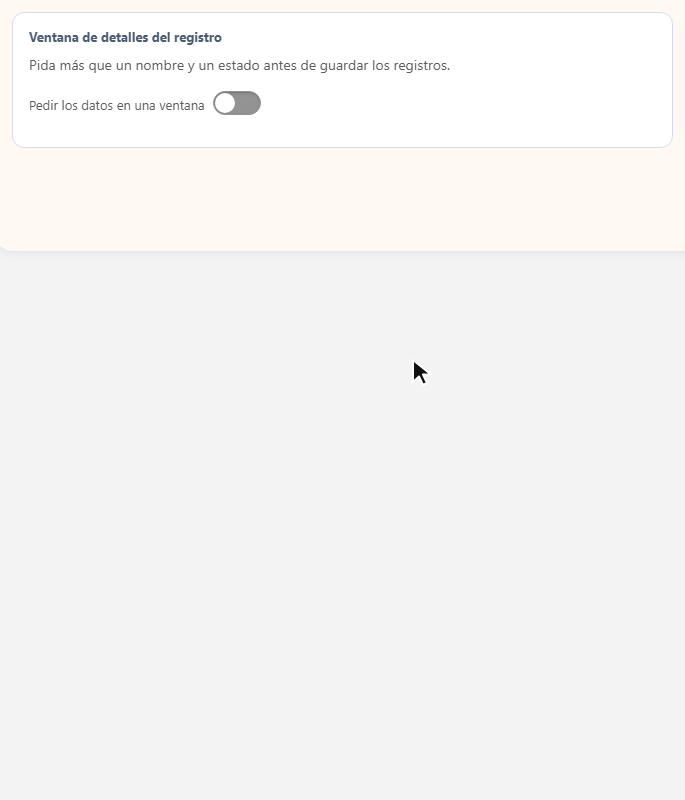 Ventana de detalles del registro
Pida más que un nombre y un estado antes de guardar los registros.
Pedir los datos en una ventana